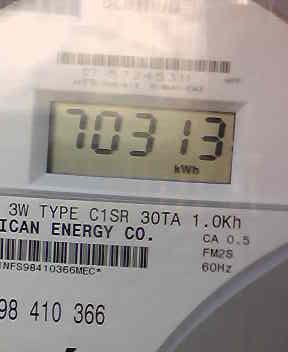 70313
kWh
3W TYPE C1SR 30TA 1.0Kh
ICAN ENERGY CO.
CA 0.5
FM2S
60Hz
INFS98410366MEC*
98 410 366